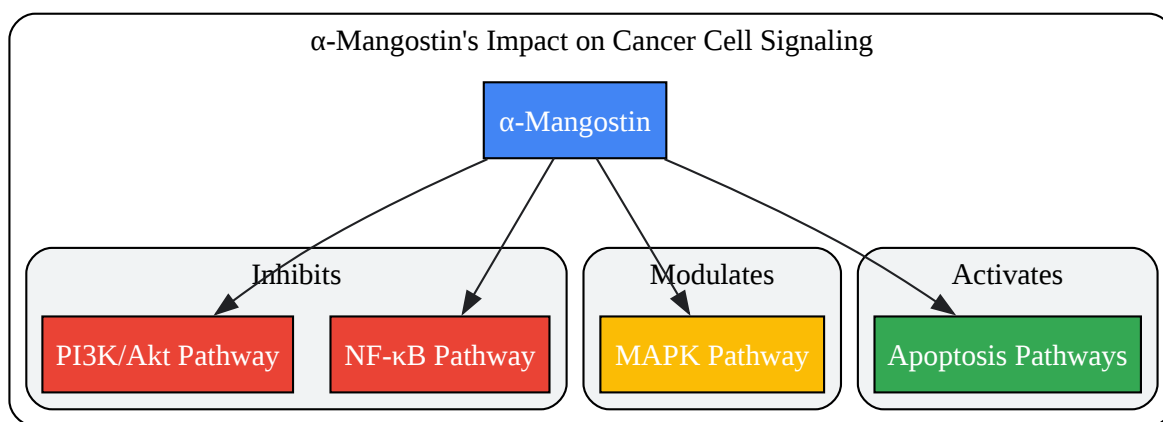 α-Mangostin's Impact on Cancer Cell Signaling
α-Mangostin
Inhibits
Modulates
Activates
PI3K/Akt Pathway
NF-κB Pathway
MAPK Pathway
Apoptosis Pathways